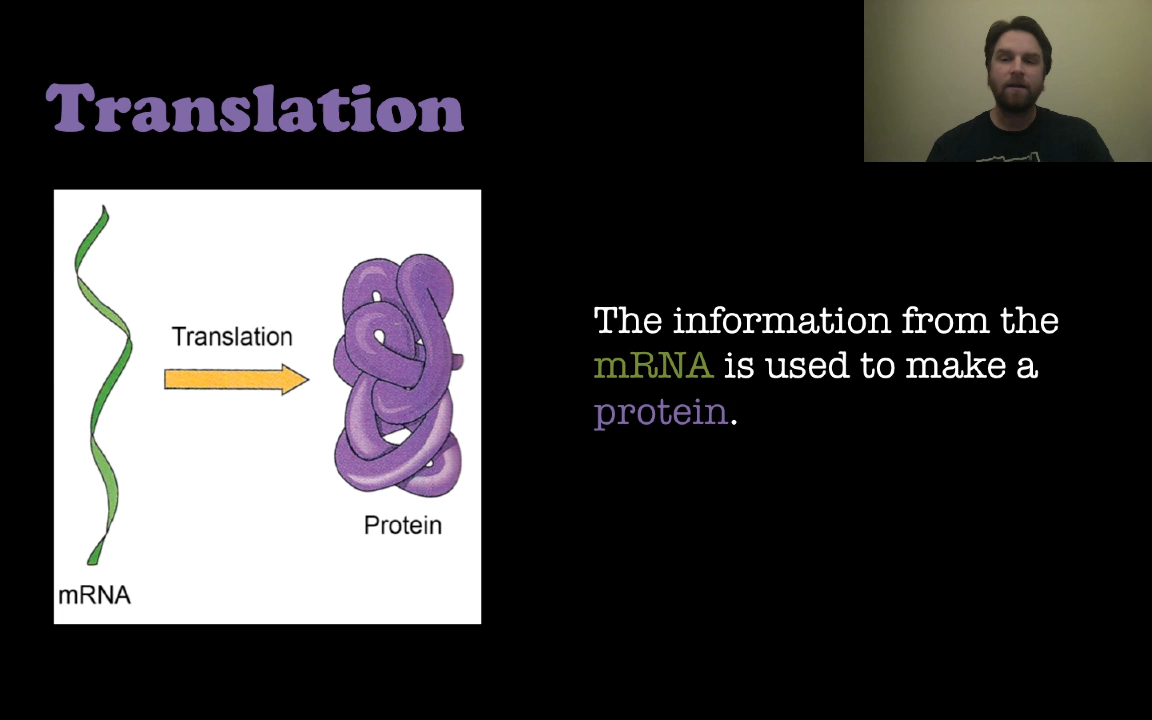 Translation
Translation
Protein
mRNA
The information from the
mRNA is used to make a
protein.